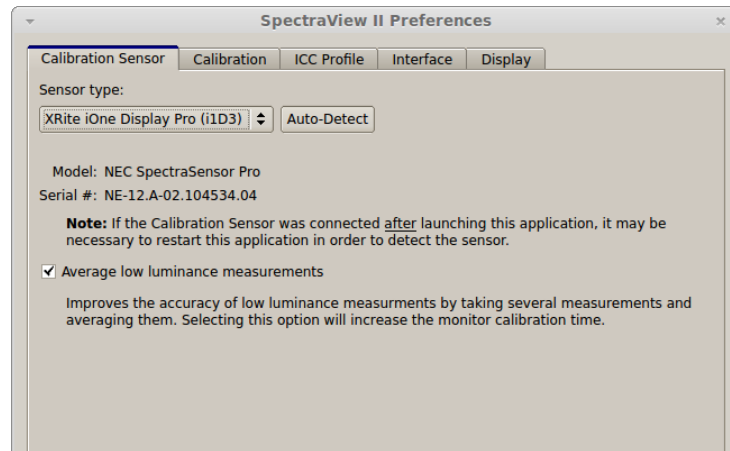 SpectraView II Preferences
Calibration Sensor Calibration ICC Profile Interface Display
Sensor type:
XRite iOne Display Pro (i1D3) Auto-Detect
Model: NEC SpectraSensor Pro
Serial #: NE-12.A-02.104534.04
Note: If the Calibration Sensor was connected after launching this application, it may be
necessary to restart this application in order to detect the sensor.
Average low luminance measurements
Improves the accuracy of low luminance measurments by taking several measurements and
averaging them. Selecting this option will increase the monitor calibration time.